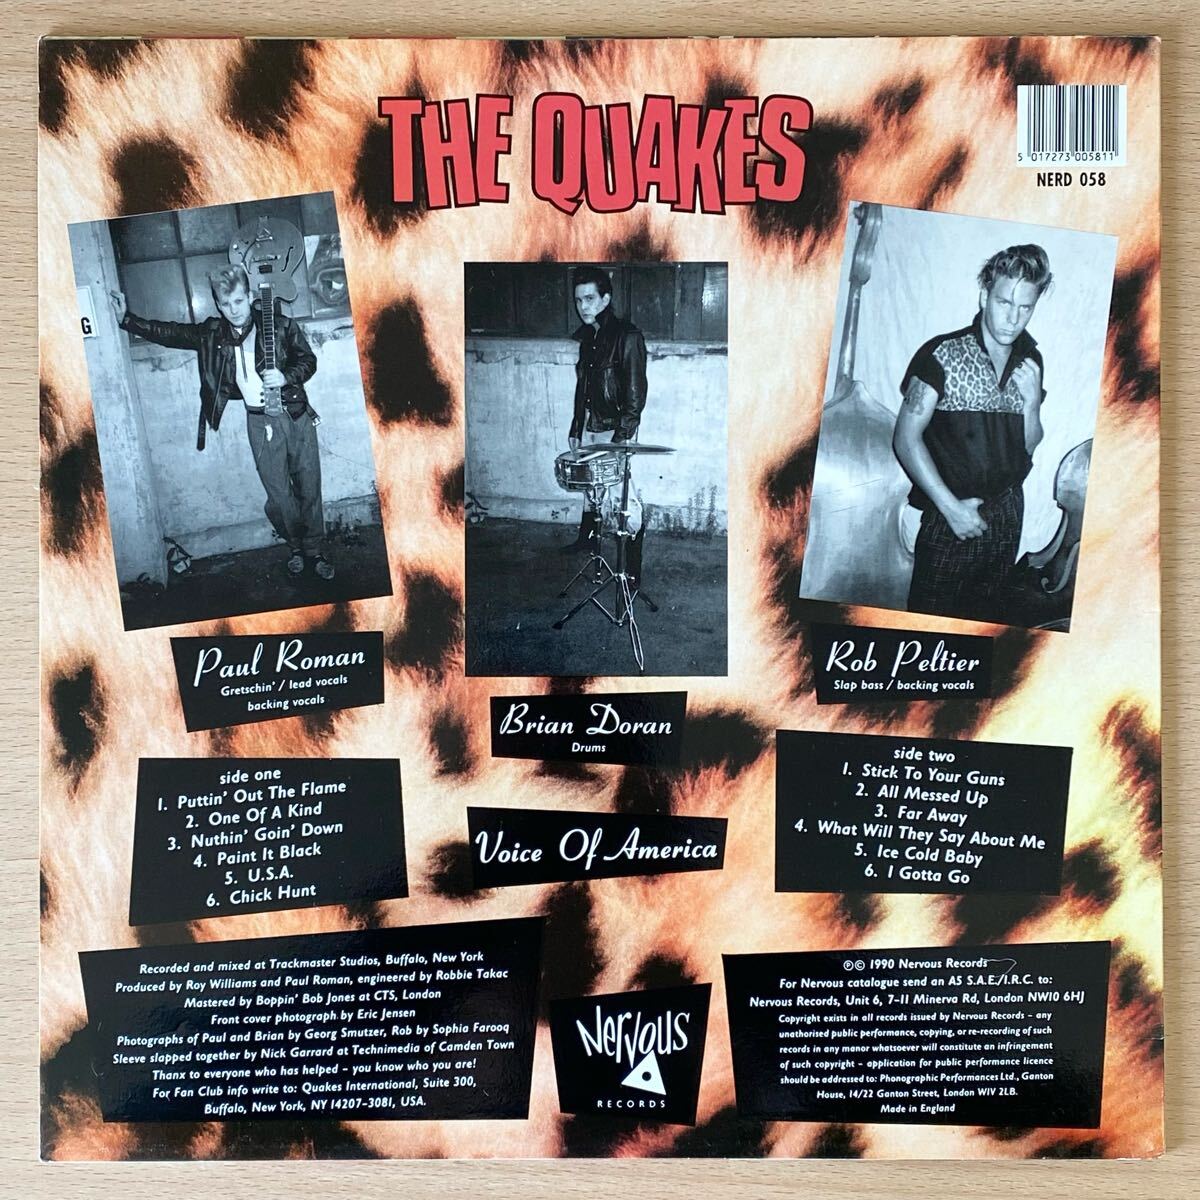 THE QUAKES
5 017273 005811
NERD 058
G
Paul Roman
Gretschin' / lead vocals
backing vocals
Brian Doran
Drums
Rob Peltier
Slap bass / backing vocals
side one
1. Puttin' Out The Flame
2. One Of A Kind
3. Nuthin' Goin' Down
4. Paint It Black
5. U.S.A.
6. Chick Hunt
Voice Of America
side two
1. Stick To Your Guns
2. All Messed Up
3. Far Away
4. What Will They Say About Me
5. Ice Cold Baby
6. I Gotta Go
Recorded and mixed at Trackmaster Studios, Buffalo, New York
Produced by Roy Williams and Paul Roman, engineered by Robbie Takac
Mastered by Boppin' Bob Jones at CTS, London
Front cover photograph by Eric Jensen
Photographs of Paul and Brian by Georg Smutzer, Rob by Sophia Farooq
Sleeve slapped together by Nick Garrard at Technimedia of Camden Town
Thanx to everyone who has helped - you know who you are!
For Fan Club info write to: Quakes International, Suite 300,
Buffalo, New York, NY 14207-3081, USA.
Nervous
RECORDS
℗© 1990 Nervous Records
For Nervous catalogue send an A5 S.A.E./I.R.C. to:
Nervous Records, Unit 6, 7-11 Minerva Rd, London NW10 6HJ
Copyright exists in all records issued by Nervous Records - any
unathorised public performance, copying, or re-recording of such
records in any manor whatsoever will constitute an infringement
of such copyright - application for public performance licence
should be addressed to: Phonographic Performances Ltd., Ganton
House, 14/22 Ganton Street, London W1V 2LB.
Made in England